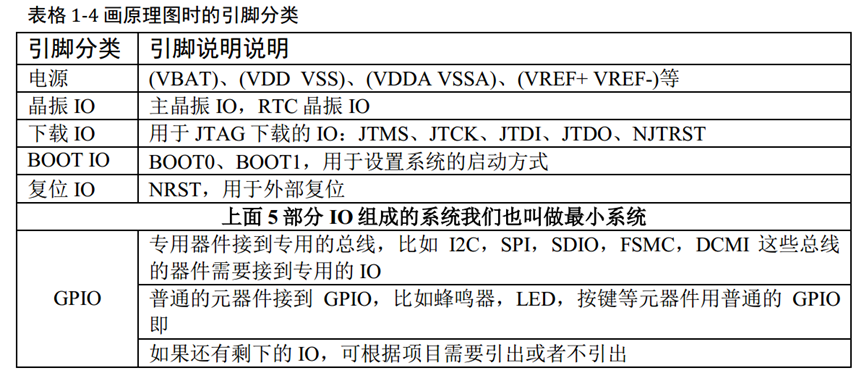 表格 1-4 画原理图时的引脚分类
引脚分类 引脚说明说明
电源 (VBAT)、(VDD VSS)、(VDDA VSSA)、(VREF+ VREF-)等
晶振 IO 主晶振 IO，RTC 晶振 IO
下载 IO 用于 JTAG 下载的 IO：JTMS、JTCK、JTDI、JTDO、NJTRST
BOOT IO BOOT0、BOOT1，用于设置系统的启动方式
复位 IO NRST，用于外部复位
上面 5 部分 IO 组成的系统我们也叫做最小系统
GPIO
专用器件接到专用的总线，比如 I2C，SPI，SDIO，FSMC，DCMI 这些总线
的器件需要接到专用的 IO
普通的元器件接到 GPIO，比如蜂鸣器，LED，按键等元器件用普通的 GPIO
即
如果还有剩下的 IO，可根据项目需要引出或者不引出